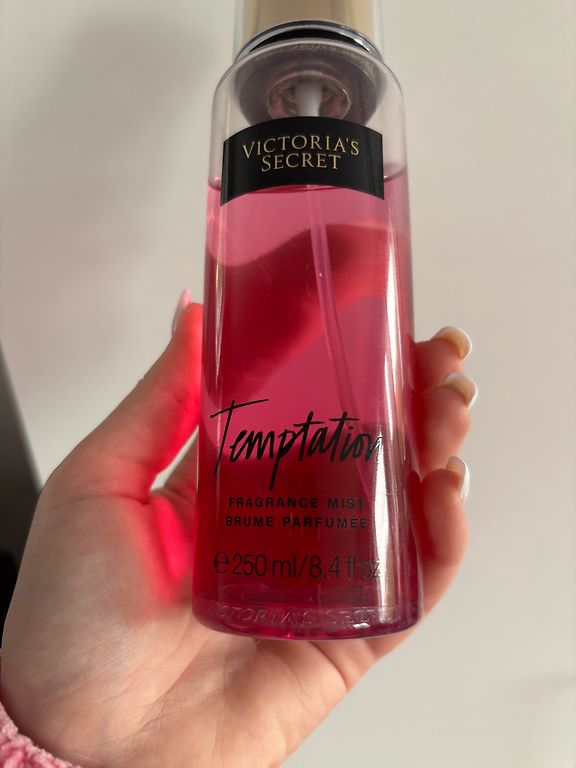 VICTORIA'S
SECRET
Temptation
FRAGRANCE MIST
BRUME PARFUMÉE
℮ 250 ml/8.4 fl oz
VICTORIA'S SECRET